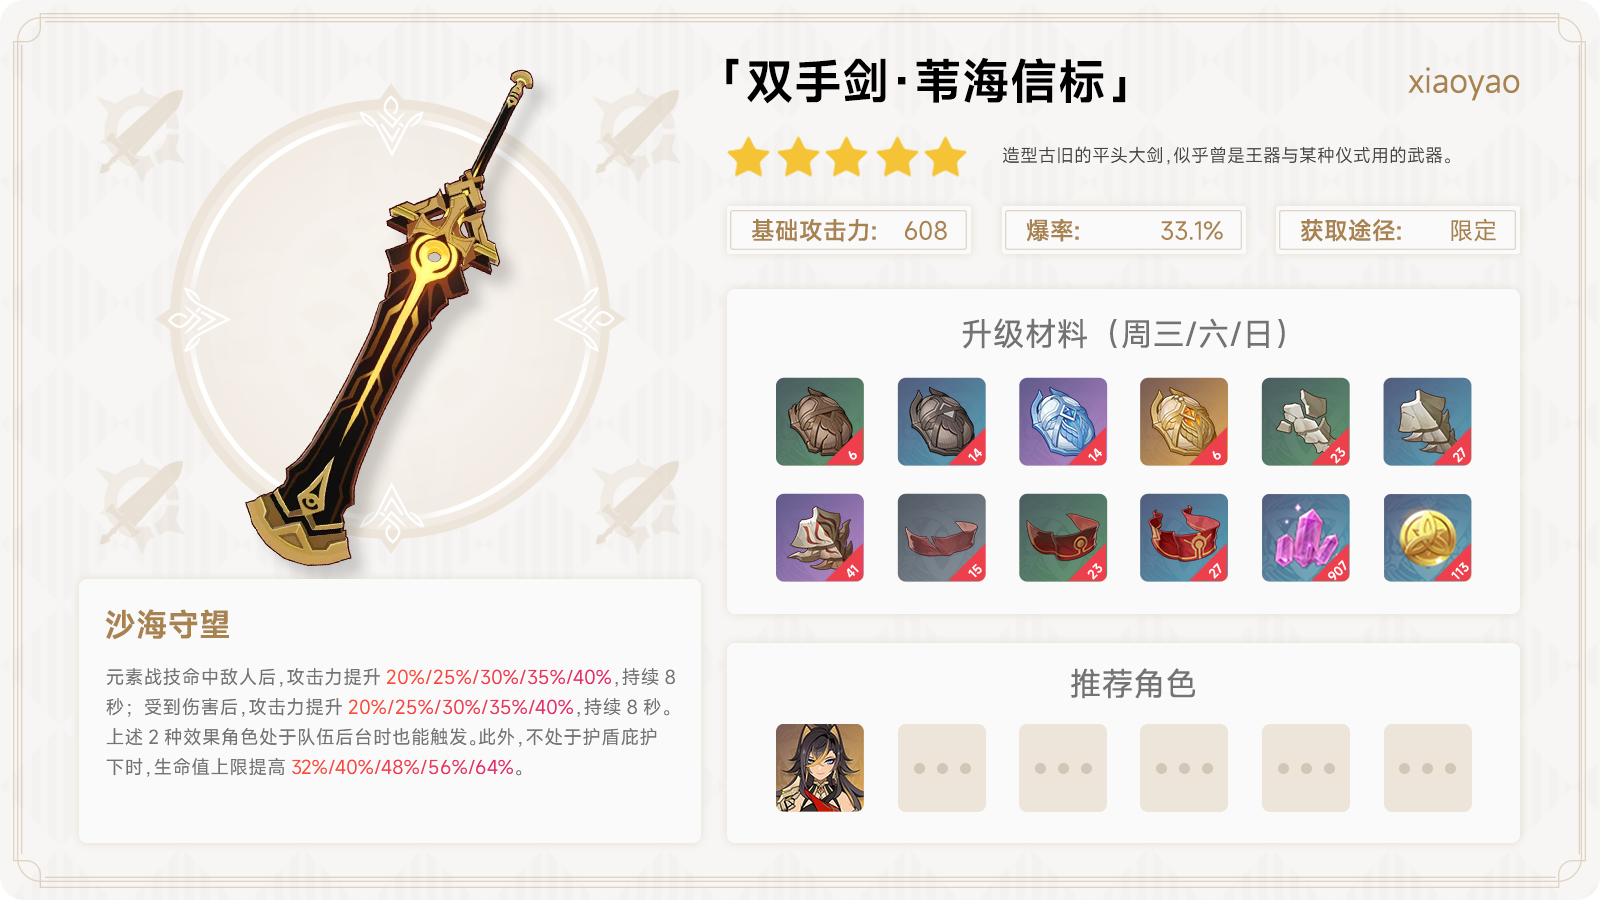 「双手剑·苇海信标」
xiaoyao
造型古旧的平头大剑,似乎曾是王器与某种仪式用的武器。
基础攻击力: 608
爆率: 33.1%
获取途径: 限定
升级材料（周三/六/日）
6 14 14 6 23 27
41 15 23 27 907 113
沙海守望
元素战技命中敌人后,攻击力提升 20%/25%/30%/35%/40%,持续 8
秒；受到伤害后,攻击力提升 20%/25%/30%/35%/40%,持续 8 秒。
上述 2 种效果角色处于队伍后台时也能触发。此外,不处于护盾庇护
下时,生命值上限提高 32%/40%/48%/56%/64%。
推荐角色